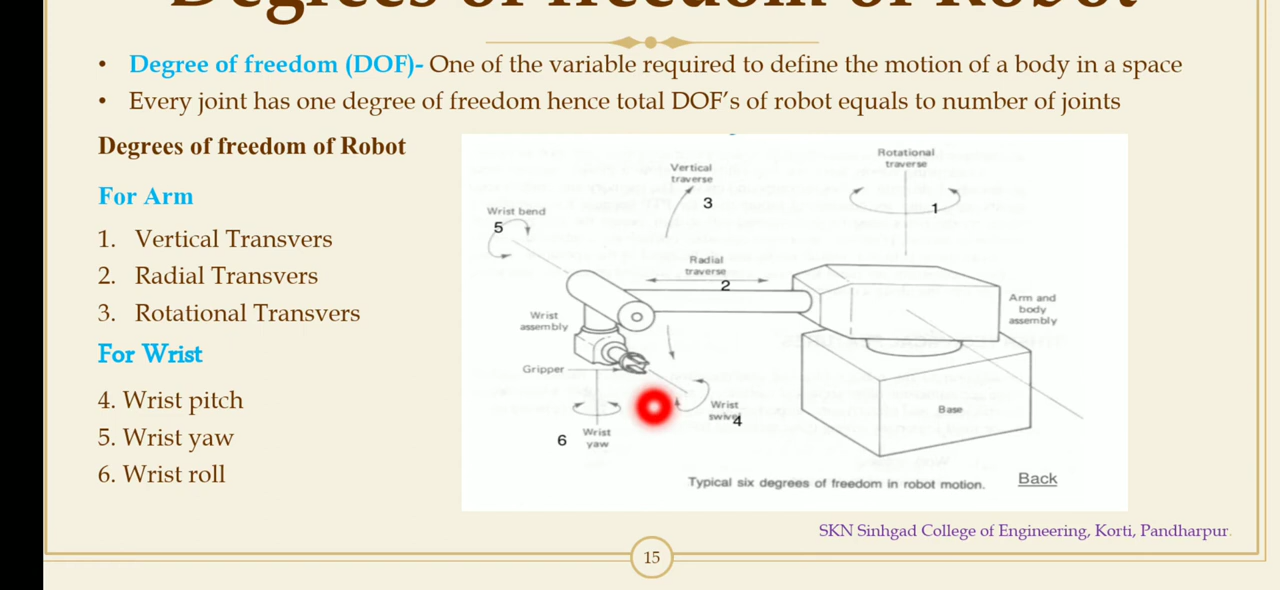 Degrees of freedom of Robot
• Degree of freedom (DOF)- One of the variable required to define the motion of a body in a space
• Every joint has one degree of freedom hence total DOF's of robot equals to number of joints
Degrees of freedom of Robot
For Arm
1. Vertical Transvers
2. Radial Transvers
3. Rotational Transvers
For Wrist
4. Wrist pitch
5. Wrist yaw
6. Wrist roll
Rotational
traverse
1
Vertical
traverse
3
Wrist bend
5
Radial
traverse
2
Arm and
body
assembly
Wrist
assembly
Gripper
Wrist
swivel
4
Base
6
Wrist
yaw
Typical six degrees of freedom in robot motion.
Back
SKN Sinhgad College of Engineering, Korti, Pandharpur.
15